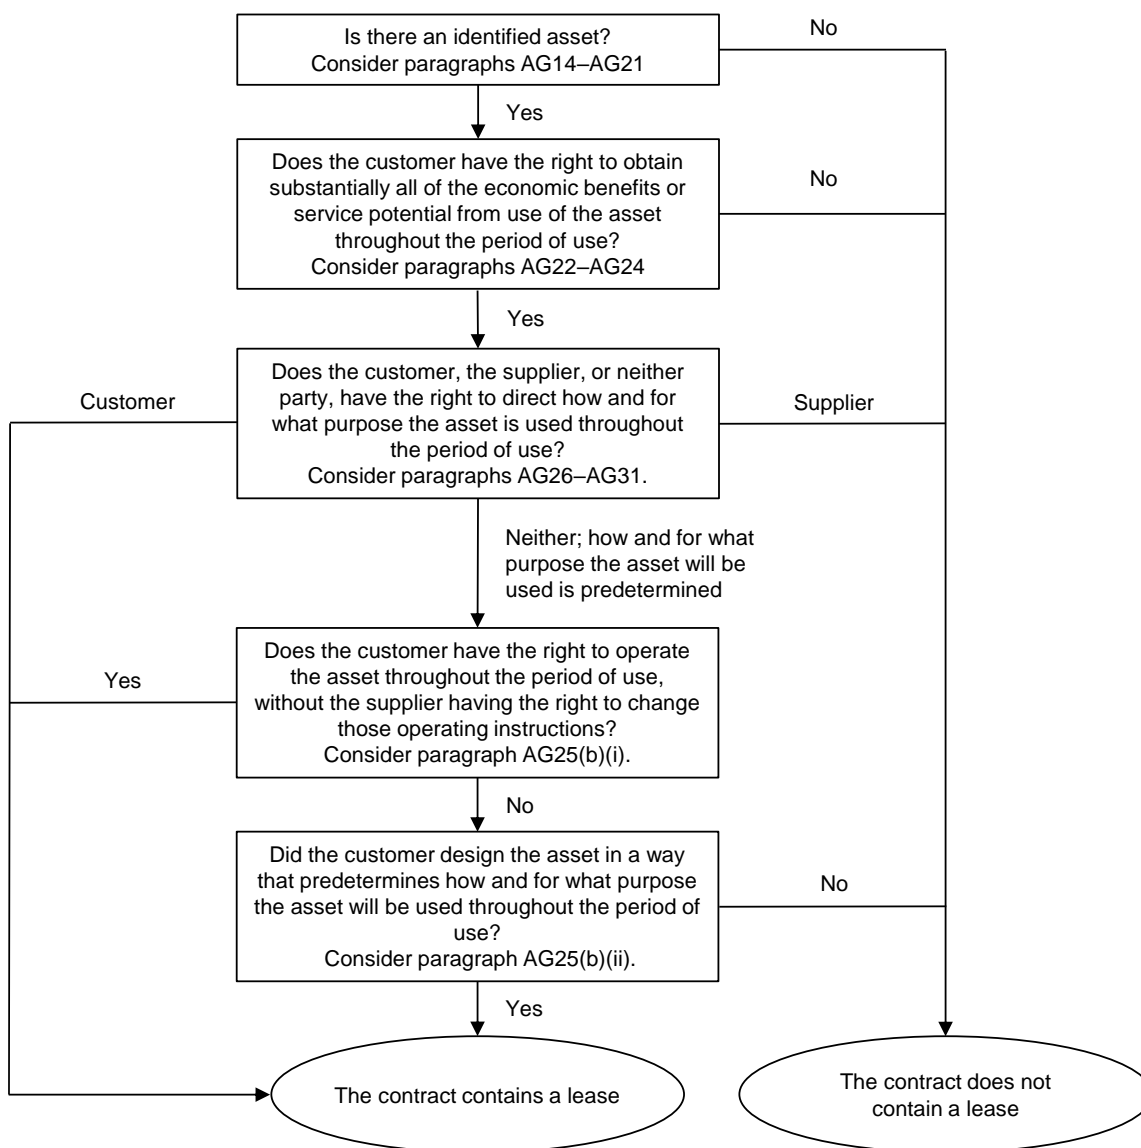 Is there an identified asset?
Consider paragraphs AG14–AG21
No
Yes
Does the customer have the right to obtain
substantially all of the economic benefits or
service potential from use of the asset
throughout the period of use?
Consider paragraphs AG22–AG24
No
Yes
Does the customer, the supplier, or neither
party, have the right to direct how and for
what purpose the asset is used throughout
the period of use?
Consider paragraphs AG26–AG31.
Customer
Supplier
Neither; how and for what
purpose the asset will be
used is predetermined
Does the customer have the right to operate
the asset throughout the period of use,
without the supplier having the right to change
those operating instructions?
Consider paragraph AG25(b)(i).
Yes
No
Did the customer design the asset in a way
that predetermines how and for what purpose
the asset will be used throughout the period of
use?
Consider paragraph AG25(b)(ii).
No
Yes
The contract contains a lease
The contract does not
contain a lease